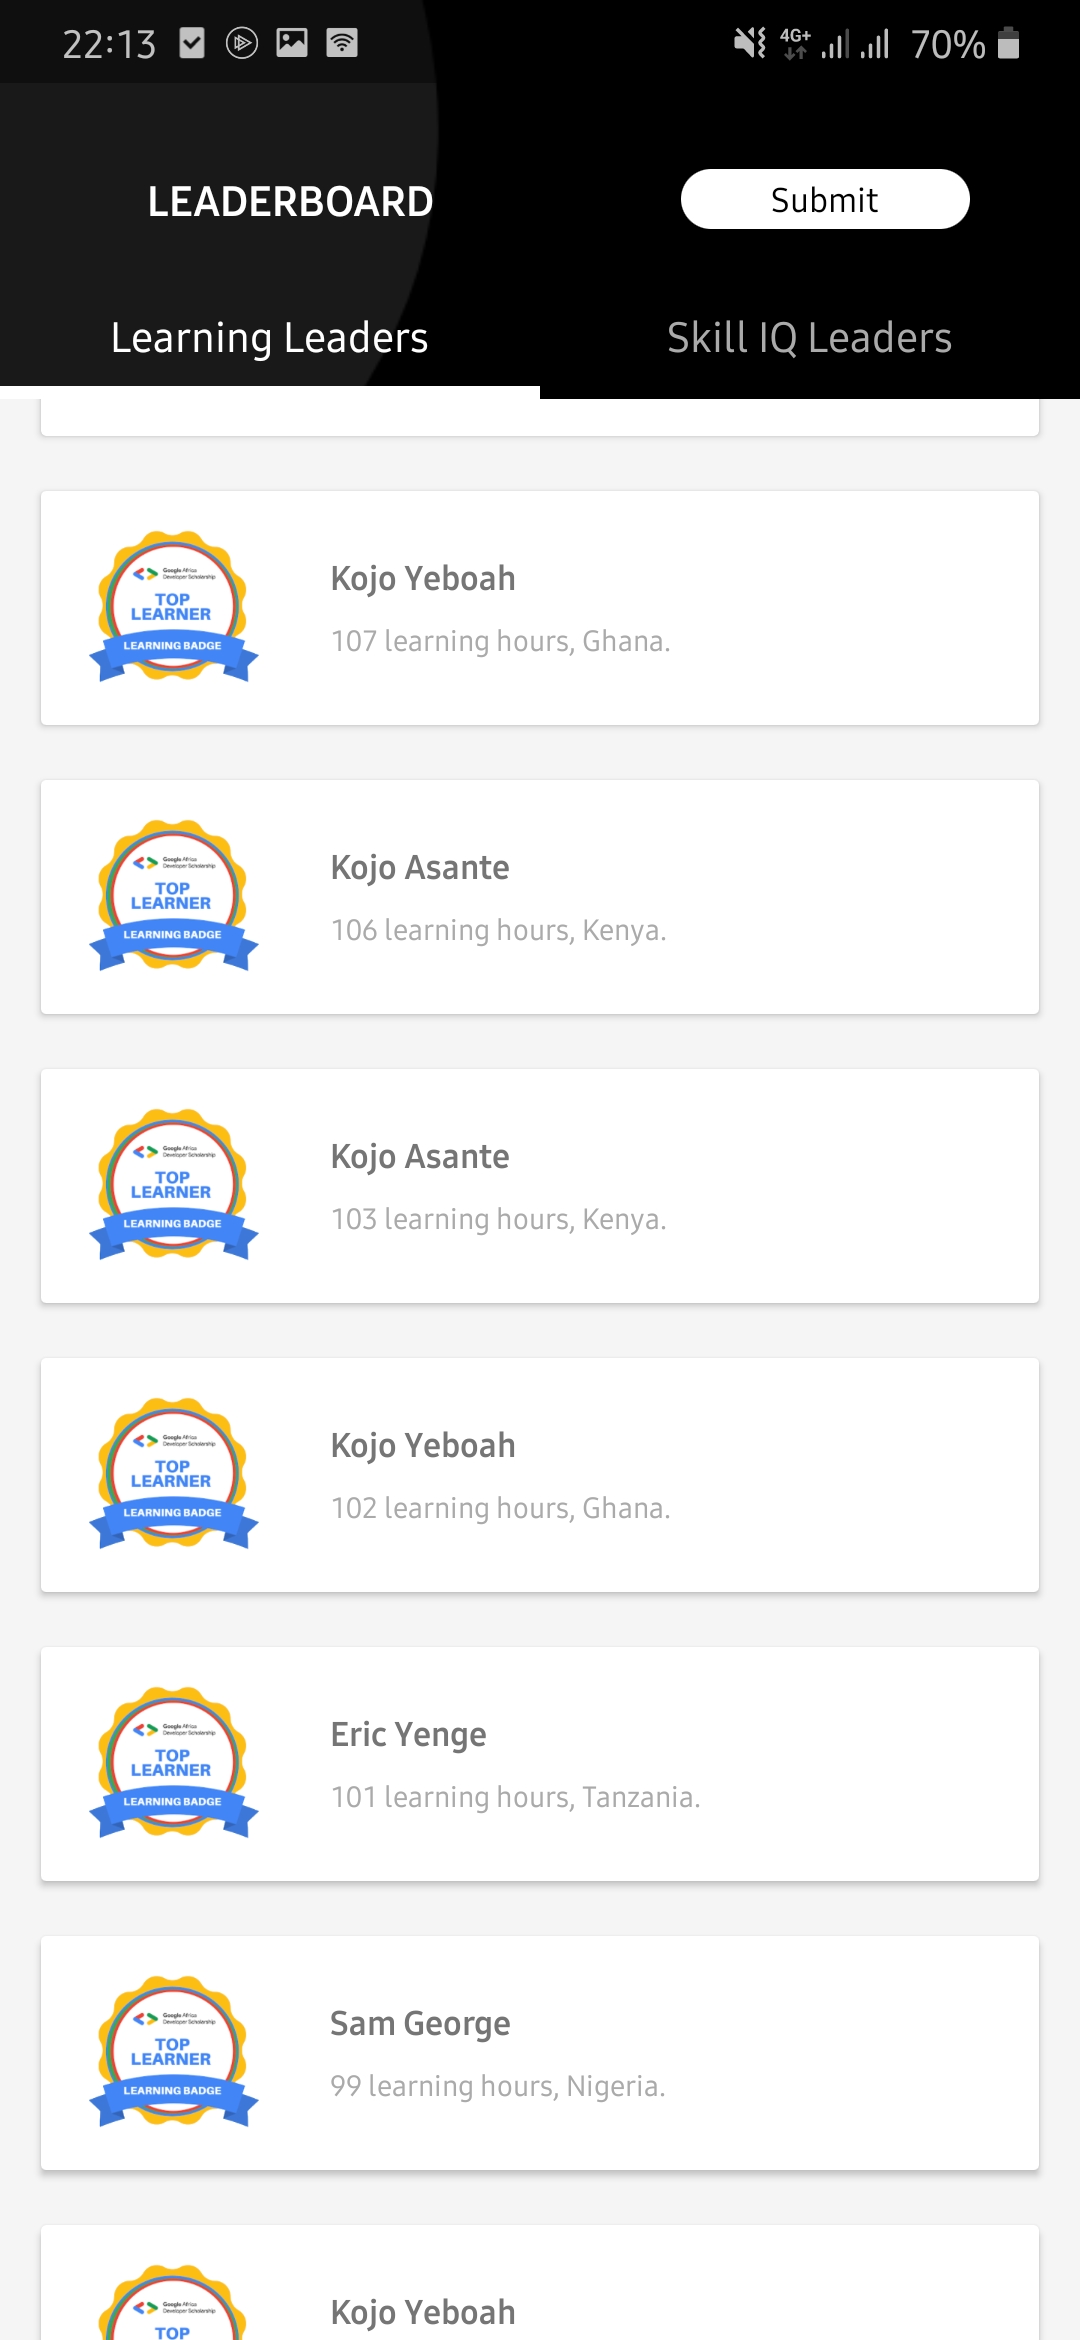 22:13
4G+
70%
LEADERBOARD
Submit
Learning Leaders
Skill IQ Leaders
Google Africa
Developer Scholarship
TOP
LEARNER
LEARNING BADGE
Kojo Yeboah
107 learning hours, Ghana.
Google Africa
Developer Scholarship
TOP
LEARNER
LEARNING BADGE
Kojo Asante
106 learning hours, Kenya.
Google Africa
Developer Scholarship
TOP
LEARNER
LEARNING BADGE
Kojo Asante
103 learning hours, Kenya.
Google Africa
Developer Scholarship
TOP
LEARNER
LEARNING BADGE
Kojo Yeboah
102 learning hours, Ghana.
Google Africa
Developer Scholarship
TOP
LEARNER
LEARNING BADGE
Eric Yenge
101 learning hours, Tanzania.
Google Africa
Developer Scholarship
TOP
LEARNER
LEARNING BADGE
Sam George
99 learning hours, Nigeria.
Google Africa
Developer Scholarship
TOP
Kojo Yeboah